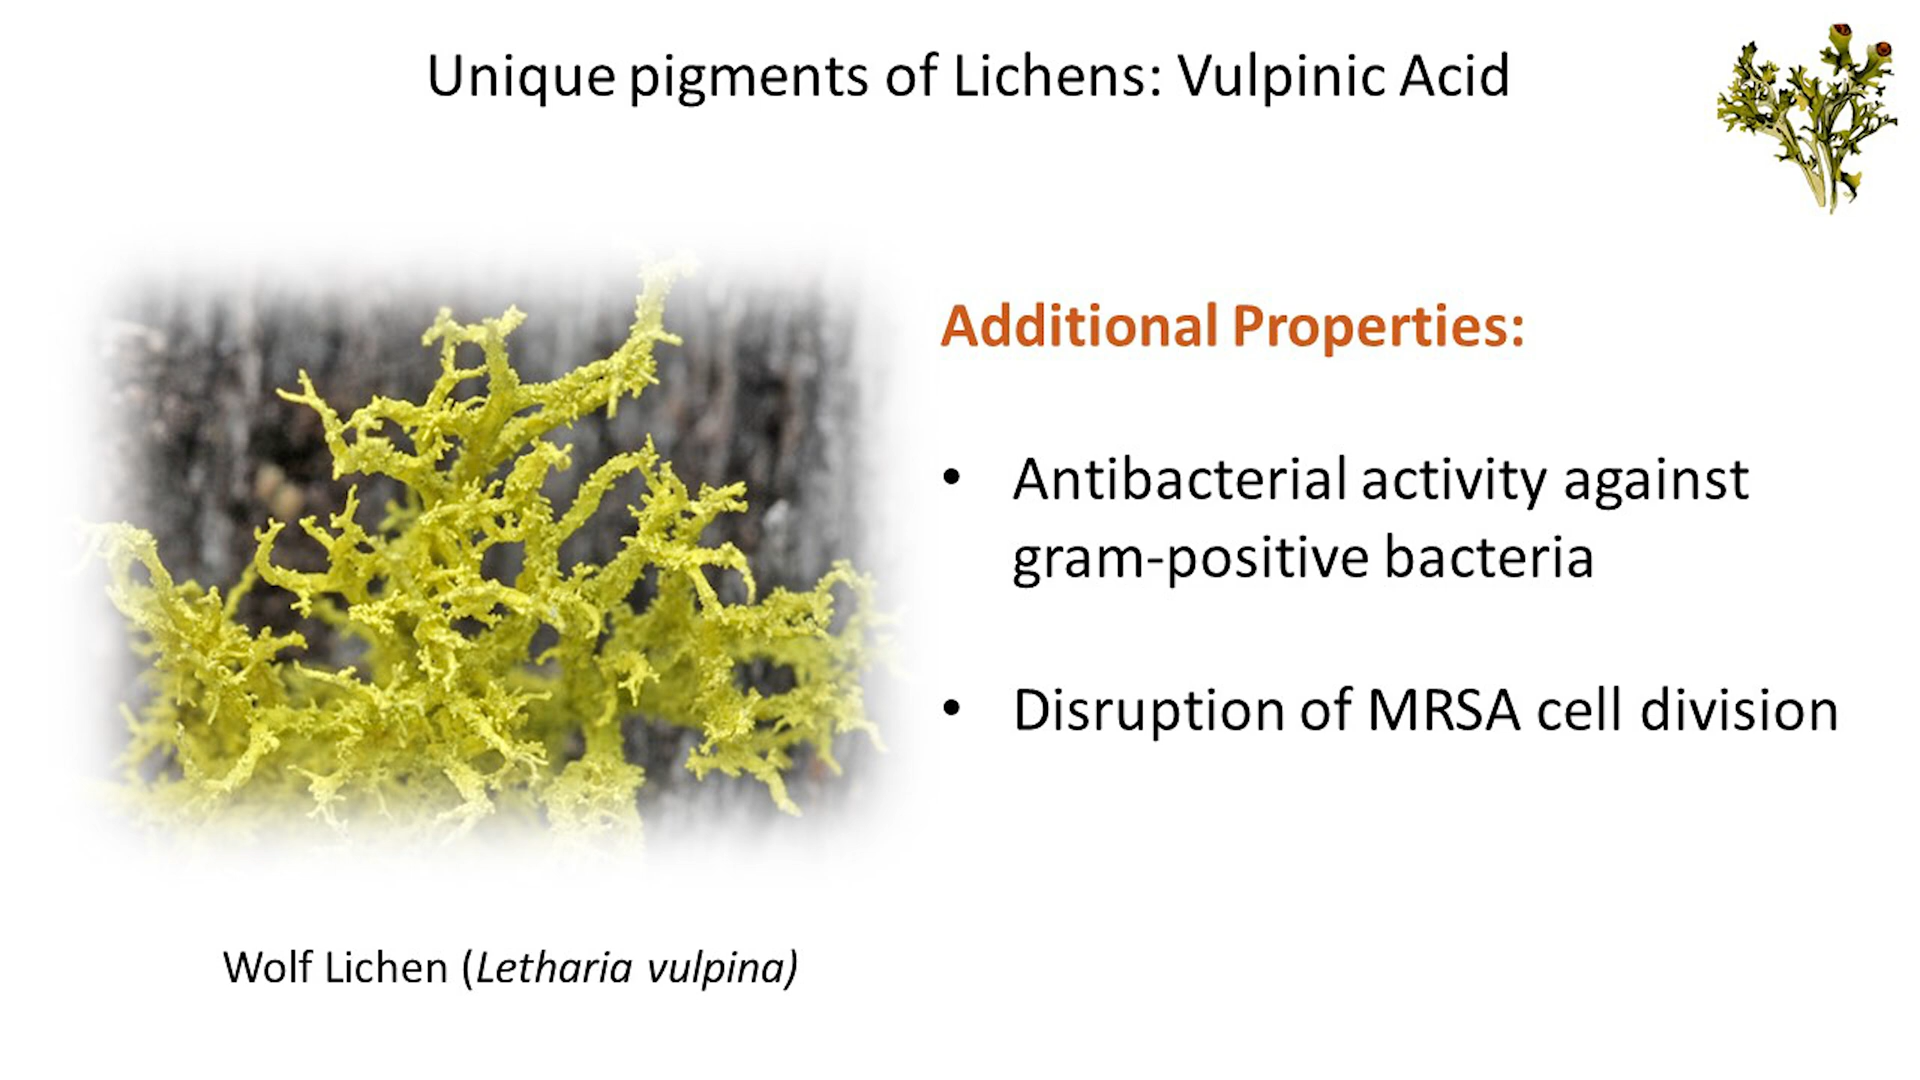 Unique pigments of Lichens: Vulpinic Acid
Additional Properties:
• Antibacterial activity against
gram-positive bacteria
• Disruption of MRSA cell division
Wolf Lichen (Letharia vulpina)